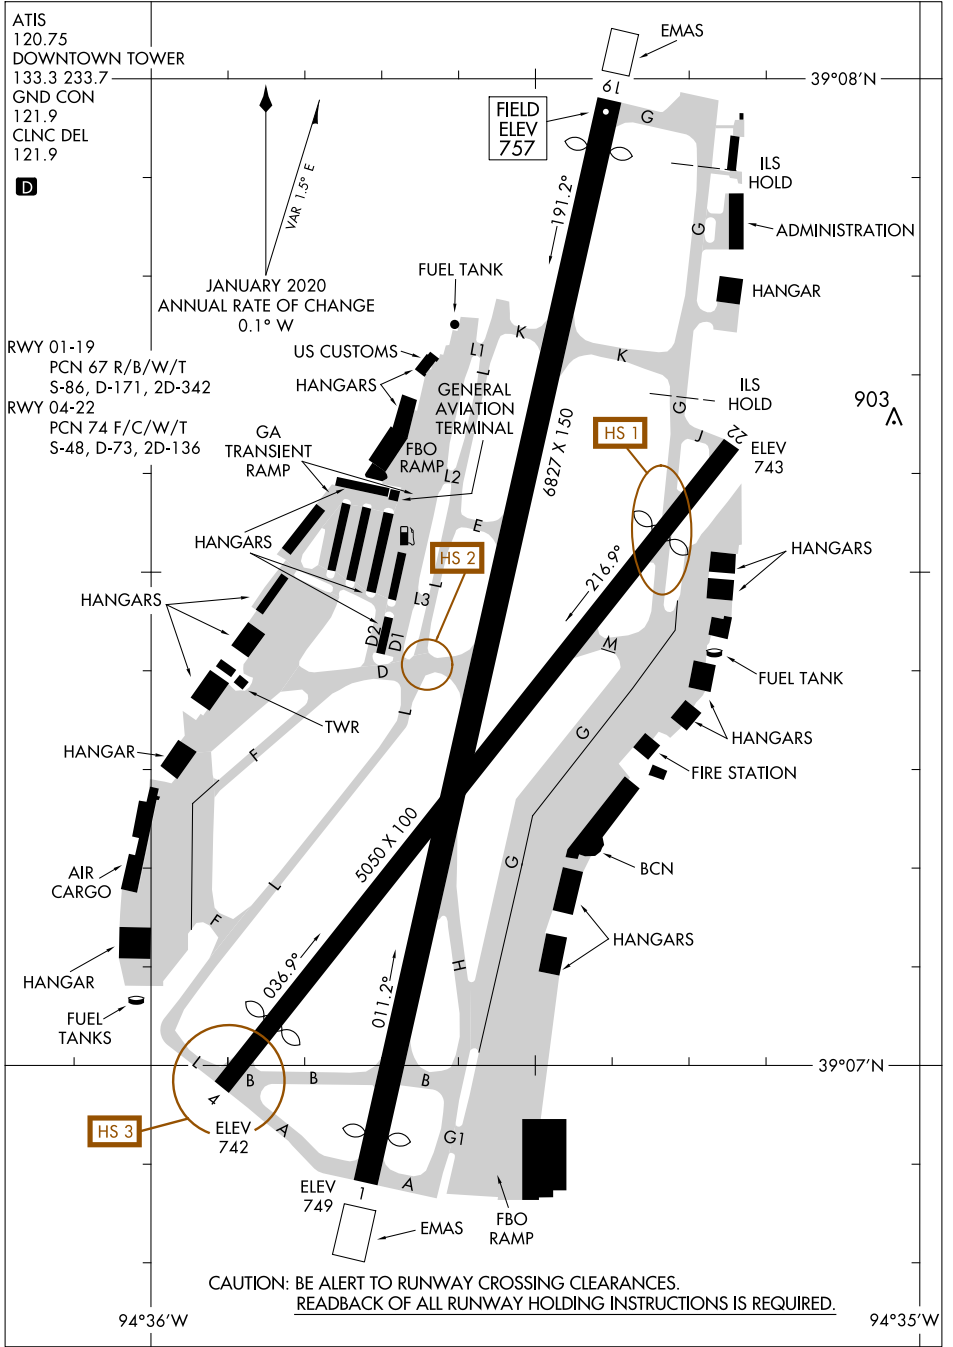 ATIS
120.75
DOWNTOWN TOWER
133.3 233.7
GND CON
121.9
CLNC DEL
121.9
D
EMAS
39°08'N
19
FIELD
ELEV
757
G
ILS
HOLD
VAR 1.5° E
191.2°
G
ADMINISTRATION
JANUARY 2020
ANNUAL RATE OF CHANGE
0.1° W
FUEL TANK
HANGAR
RWY 01-19
PCN 67 R/B/W/T
S-86, D-171, 2D-342
RWY 04-22
PCN 74 F/C/W/T
S-48, D-73, 2D-136
US CUSTOMS
HANGARS
L1
L
K
K
GENERAL
AVIATION
TERMINAL
ILS
HOLD
903
G
J
22
ELEV
743
HS 1
6827 X 150
GA
TRANSIENT
RAMP
FBO
RAMP
L2
E
HANGARS
HS 2
L
L3
216.9°
HANGARS
HANGARS
D2
D1
D
M
FUEL TANK
TWR
L
G
HANGARS
HANGAR
F
FIRE STATION
5050 X 100
AIR
CARGO
L
G
BCN
F
HANGARS
HANGAR
036.9°
011.2°
H
FUEL
TANKS
39°07'N
L
B
B
B
4
HS 3
ELEV
742
A
G1
ELEV
749
1
A
EMAS
FBO
RAMP
CAUTION: BE ALERT TO RUNWAY CROSSING CLEARANCES.
READBACK OF ALL RUNWAY HOLDING INSTRUCTIONS IS REQUIRED.
94°36'W
94°35'W